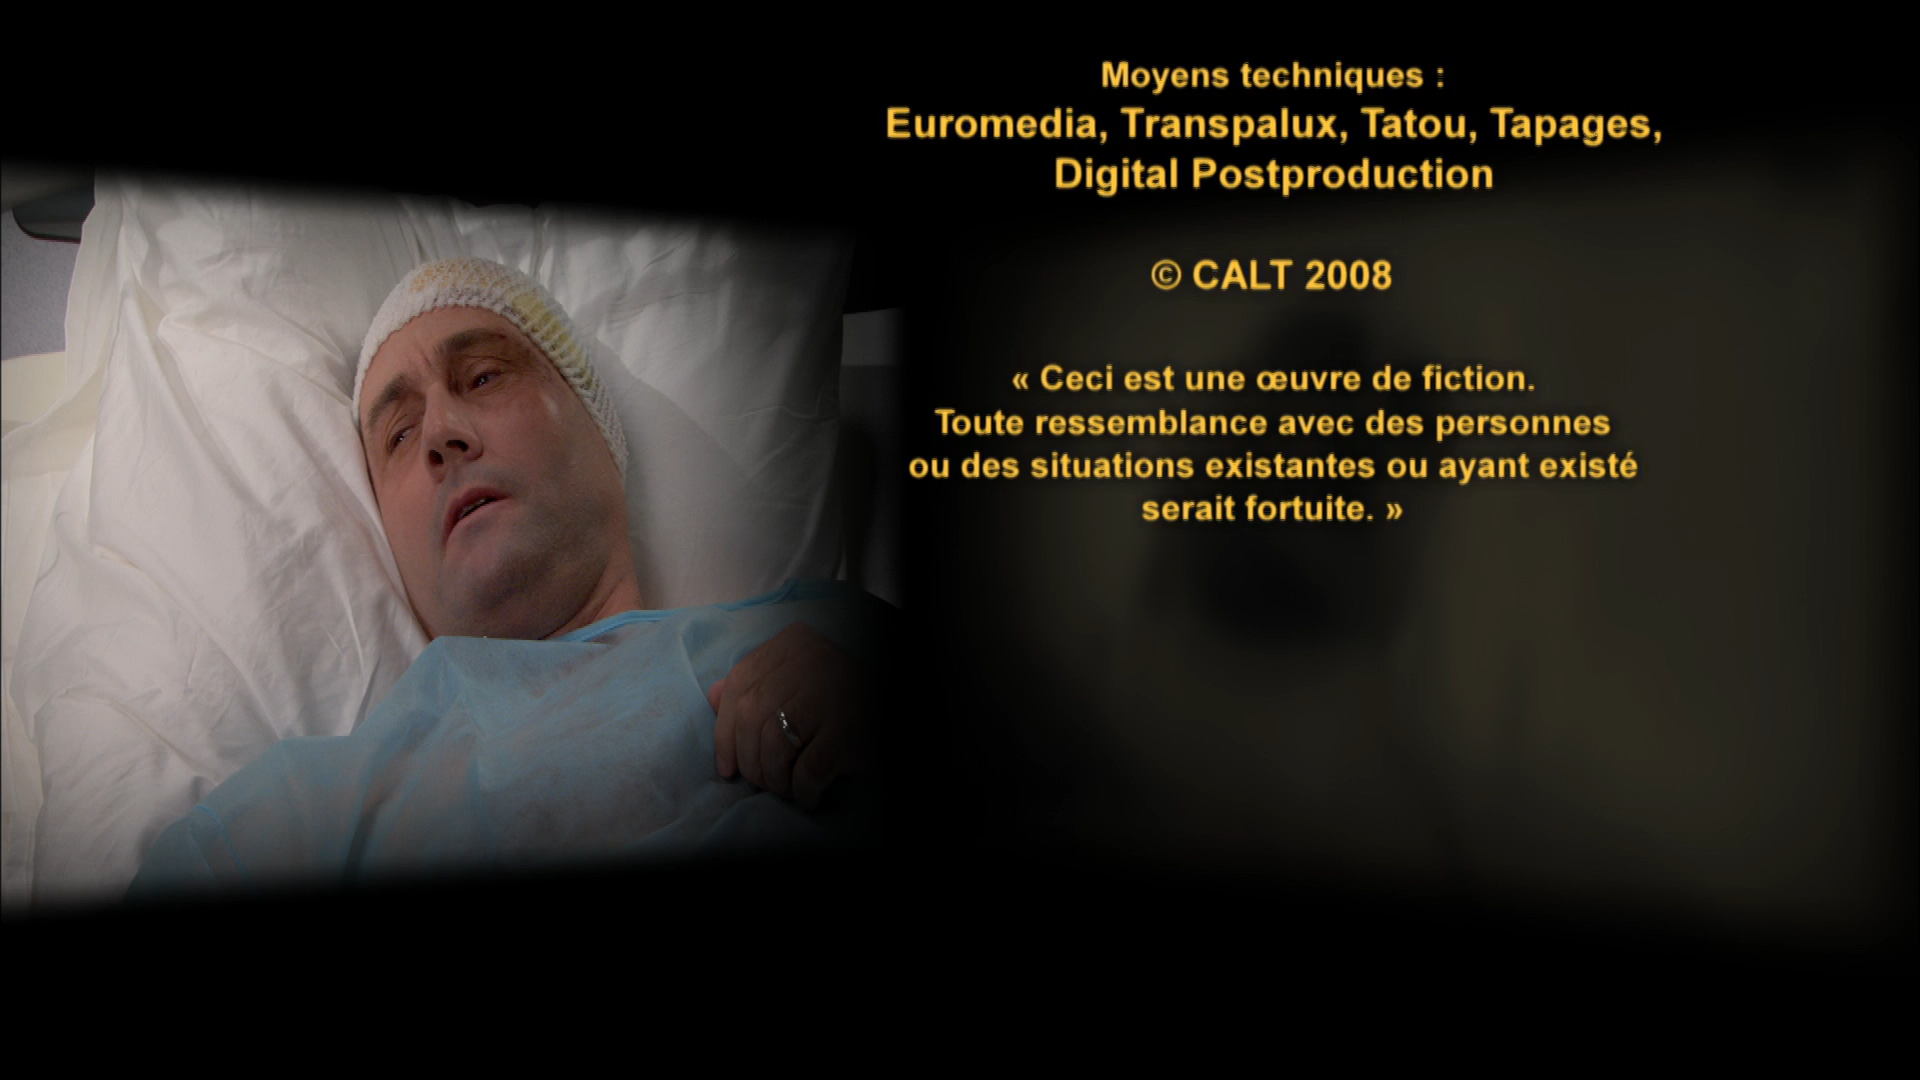 Moyens techniques :
Euromedia, Transpalux, Tatou, Tapages,
Digital Postproduction
© CALT 2008
« Ceci est une œuvre de fiction.
Toute ressemblance avec des personnes
ou des situations existantes ou ayant existé
serait fortuite. »